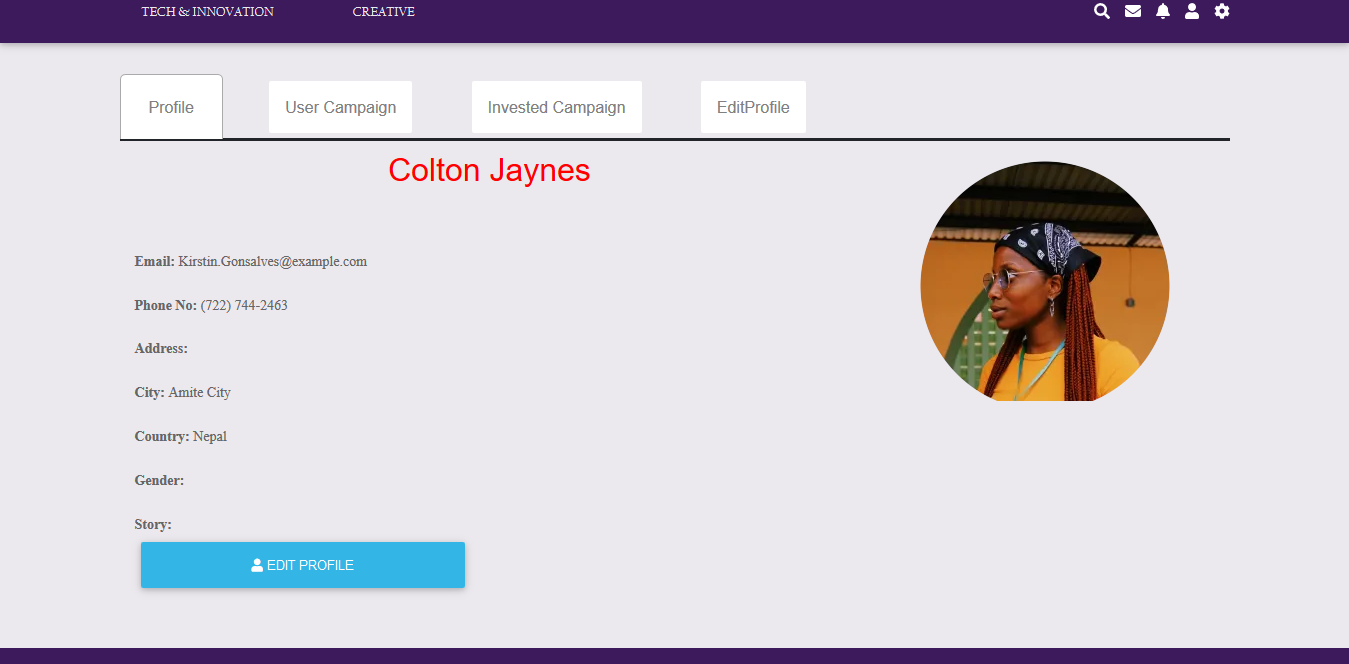 TECH & INNOVATION CREATIVE
Profile User Campaign Invested Campaign EditProfile
Colton Jaynes
Email: Kirstin.Gonsalves@example.com
Phone No: (722) 744-2463
Address:
City: Amite City
Country: Nepal
Gender:
Story:
EDIT PROFILE